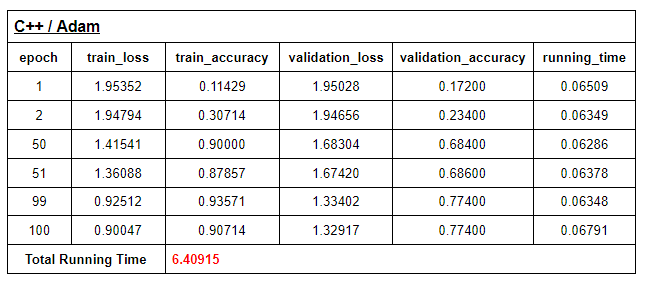 C++ / Adam
epoch train_loss train_accuracy validation_loss validation_accuracy running_time
1 1.95352 0.11429 1.95028 0.17200 0.06509
2 1.94794 0.30714 1.94656 0.23400 0.06349
50 1.41541 0.90000 1.68304 0.68400 0.06286
51 1.36088 0.87857 1.67420 0.68600 0.06378
99 0.92512 0.93571 1.33402 0.77400 0.06348
100 0.90047 0.90714 1.32917 0.77400 0.06791
Total Running Time 6.40915